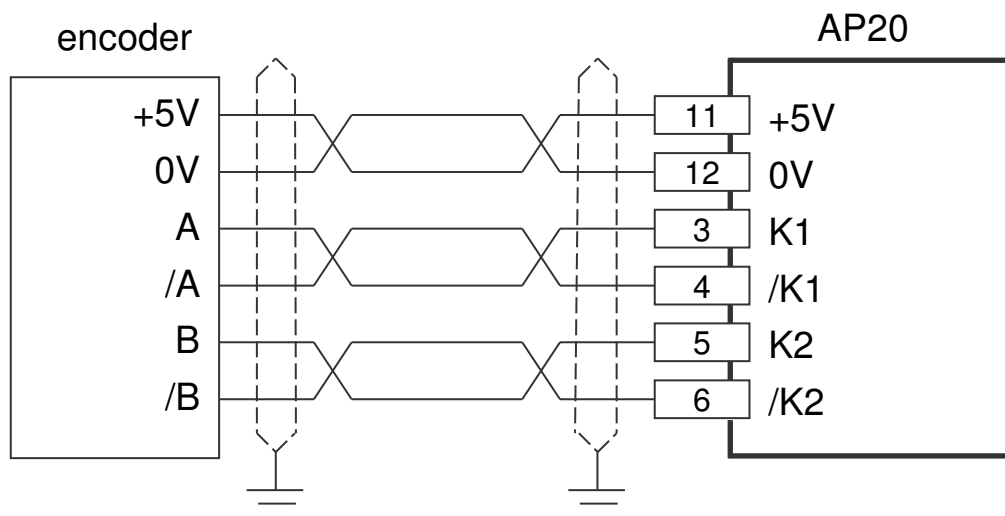 encoder
AP20
+5V
11
+5V
0V
12
0V
A
3
K1
/A
4
/K1
B
5
K2
/B
6
/K2